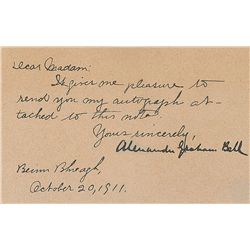 Dear Madam:
It gives me pleasure to
send you my autograph at-
tached to this note.
Yours sincerely,
Alexander Graham Bell
Beinn Bhreagh,
October 20, 1911.